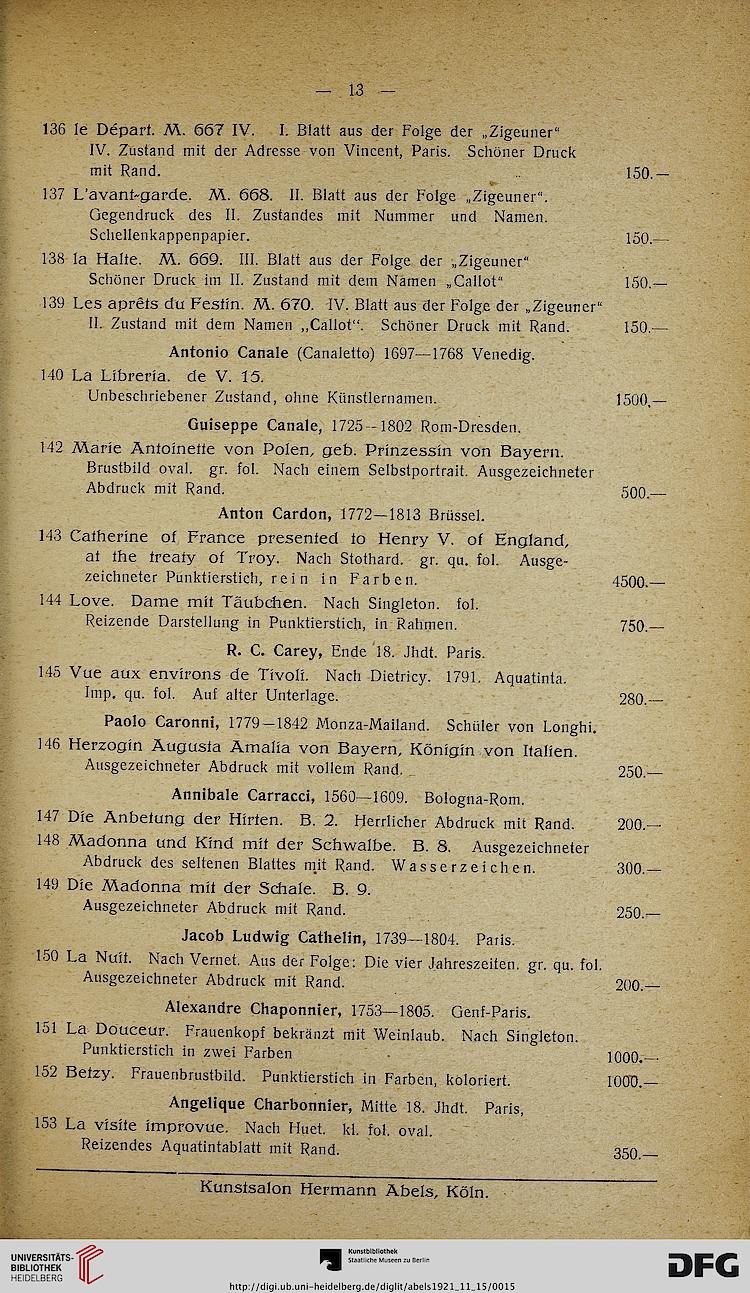 — 13 —
136 le Départ. M. 667 IV. I. Blatt aus der Folge der „Zigeuner“
IV. Zustand mit der Adresse von Vincent, Paris. Schöner Druck
mit Rand. 150.—
137 L'avant-garde. M. 668. II. Blatt aus der Folge „Zigeuner“.
Gegendruck des II. Zustandes mit Nummer und Namen.
Schellenkappenpapier. 150.—
138 la Halte. M. 669. III. Blatt aus der Folge der „Zigeuner“
Schöner Druck im II. Zustand mit dem Namen „Callot“ 150.—
139 Les aprêts du Festin. M. 670. IV. Blatt aus der Folge der „Zigeuner“
II. Zustand mit dem Namen „Callot“. Schöner Druck mit Rand. 150.—
Antonio Canale (Canaletto) 1697—1768 Venedig.
140 La Libreria. de V. 15.
Unbeschriebener Zustand, ohne Künstlernamen. 1500,—
Guiseppe Canale, 1725—1802 Rom-Dresden.
142 Marie Antoinette von Polen, geb. Prinzessin von Bayern.
Brustbild oval. gr. fol. Nach einem Selbstportrait. Ausgezeichneter
Abdruck mit Rand. 500.—
Anton Cardon, 1772—1813 Brüssel.
143 Catherine of France presented to Henry V. of England,
at the treaty of Troy. Nach Stothard. gr. qu. fol. Ausge-
zeichneter Punktierstich, rein in Farben. 4500.—
144 Love. Dame mit Täubchen. Nach Singleton. fol.
Reizende Darstellung in Punktierstich, in Rahmen. 750.—
R. C. Carey, Ende 18. Jhdt. Paris.
145 Vue aux environs de Tivoli. Nach Dietricy. 1791. Aquatinta.
Imp. qu. fol. Auf alter Unterlage. 280.—
Paolo Caronni, 1779—1842 Monza-Mailand. Schüler von Longhi.
146 Herzogin Augusta Amalia von Bayern, Königin von Italien.
Ausgezeichneter Abdruck mit vollem Rand. 250.—
Annibale Carracci, 1560—1609. Bologna-Rom.
147 Die Anbetung der Hirten. B. 2. Herrlicher Abdruck mit Rand. 200.—
148 Madonna und Kind mit der Schwalbe. B. 8. Ausgezeichneter
Abdruck des seltenen Blattes mit Rand. Wasserzeichen. 300.—
149 Die Madonna mit der Schale. B. 9.
Ausgezeichneter Abdruck mit Rand. 250.—
Jacob Ludwig Cathelin, 1739—1804. Paris.
150 La Nuit. Nach Vernet. Aus der Folge: Die vier Jahreszeiten. gr. qu. fol.
Ausgezeichneter Abdruck mit Rand. 200.—
Alexandre Chaponnier, 1753—1805. Genf-Paris.
151 La Douceur. Frauenkopf bekränzt mit Weinlaub. Nach Singleton.
Punktierstich in zwei Farben 1000.—
152 Betzy. Frauenbrustbild. Punktierstich in Farben, koloriert. 1000.—
Angelique Charbonnier, Mitte 18. Jhdt. Paris,
153 La visite improvue. Nach Huet. kl. fol. oval.
Reizendes Aquatintablatt mit Rand. 350.—
Kunstsalon Hermann Abels, Köln.
UNIVERSITÄTS-
BIBLIOTHEK
HEIDELBERG
Kunstbibliothek
Staatliche Museen zu Berlin
DFG
http://digi.ub.uni-heidelberg.de/diglit/abels1921_11_15/0015